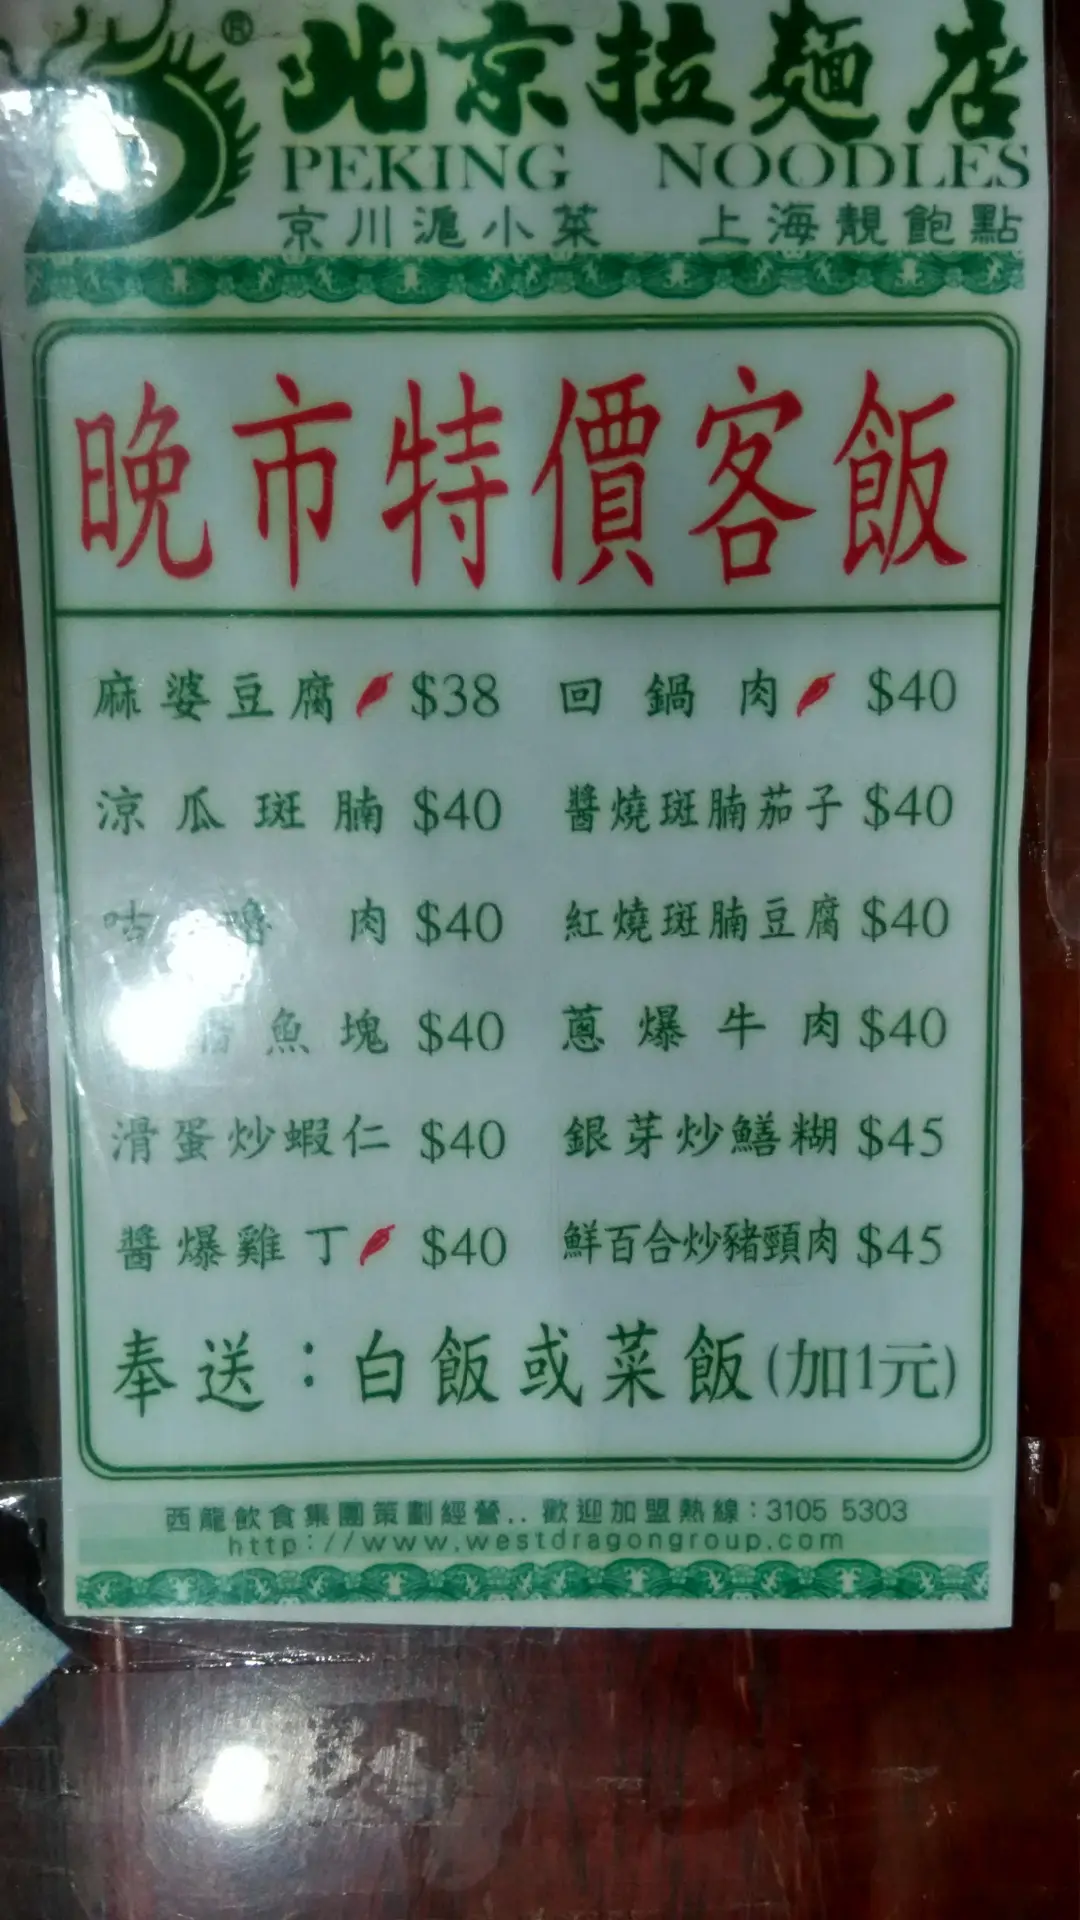 ®
北京拉麵店
PEKING NOODLES
京川滬小菜 上海靚飽點
晚市特價客飯
麻婆豆腐 $38 回鍋肉 $40
涼瓜斑腩 $40 醬燒斑腩茄子 $40
咕嚕肉 $40 紅燒斑腩豆腐 $40
魚塊 $40 蔥爆牛肉 $40
滑蛋炒蝦仁 $40 銀芽炒鱔糊 $45
醬爆雞丁 $40 鮮百合炒豬頸肉 $45
奉送：白飯或菜飯(加1元)
西龍飲食集團策劃經營.. 歡迎加盟熱線：3105 5303
http://www.westdragongroup.com